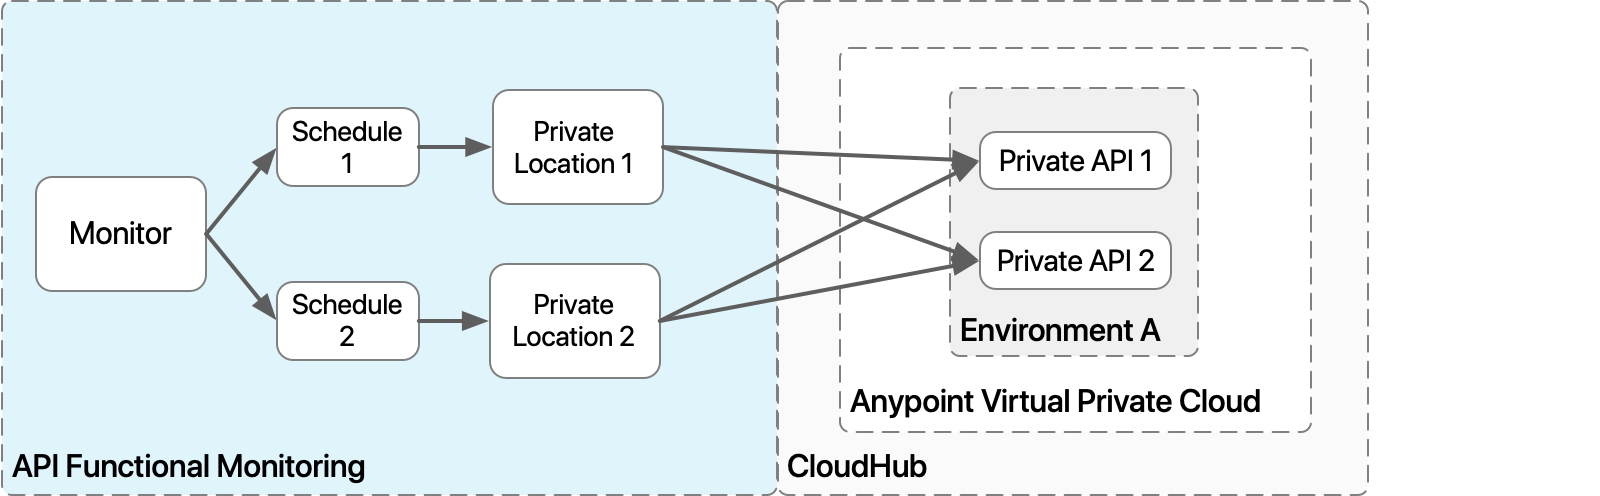 Monitor
Schedule
1
Schedule
2
Private
Location 1
Private
Location 2
API Functional Monitoring
Private API 1
Private API 2
Environment A
Anypoint Virtual Private Cloud
CloudHub